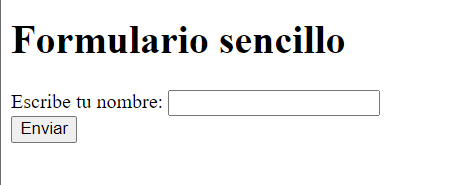 Formulario sencillo
Escribe tu nombre:
Enviar